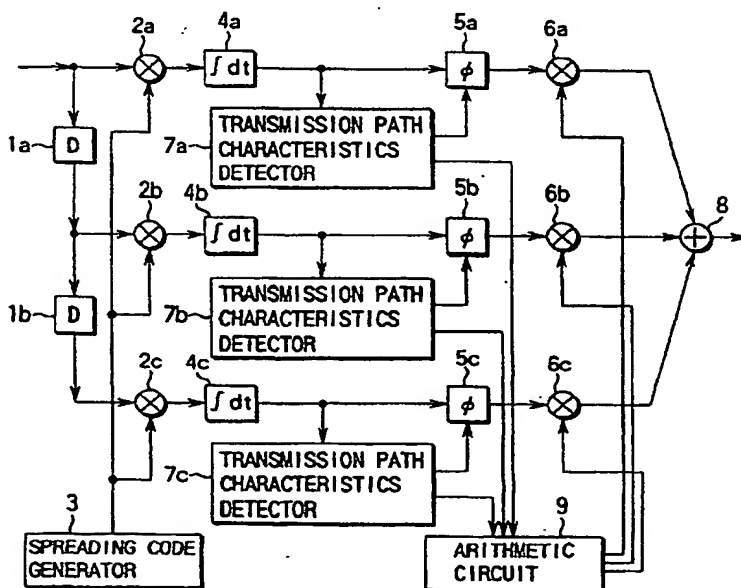 2a
4a
5a
6a
∫ dt
φ
1a
D
7a
TRANSMISSION PATH
CHARACTERISTICS
DETECTOR
2b
4b
5b
6b
8
∫ dt
φ
1b
D
7b
TRANSMISSION PATH
CHARACTERISTICS
DETECTOR
2c
4c
5c
6c
∫ dt
φ
7c
TRANSMISSION PATH
CHARACTERISTICS
DETECTOR
3
SPREADING CODE
GENERATOR
9
ARITHMETIC
CIRCUIT